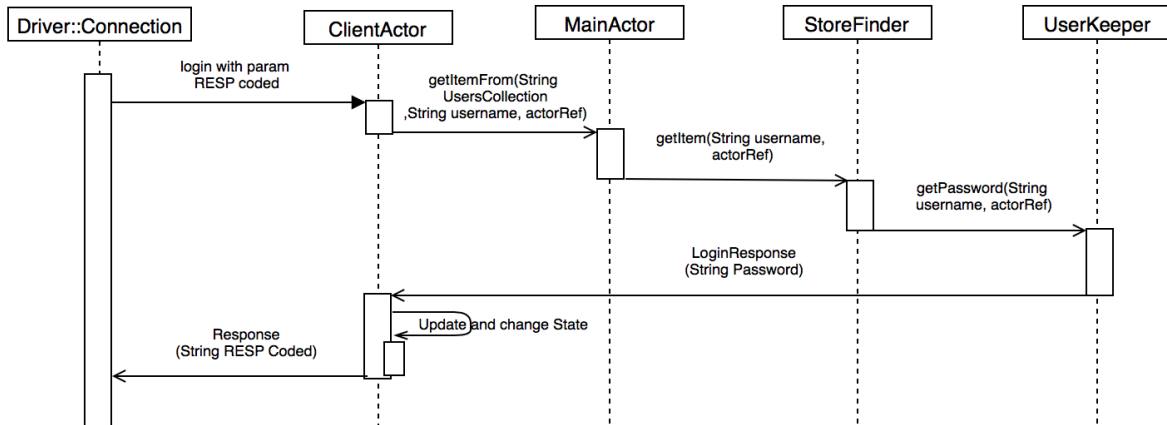 Driver::Connection
ClientActor
MainActor
StoreFinder
UserKeeper
login with param
RESP coded
getItemFrom(String
UsersCollection
,String username, actorRef)
getItem(String username,
actorRef)
getPassword(String
username, actorRef)
LoginResponse
(String Password)
Update and change State
Response
(String RESP Coded)